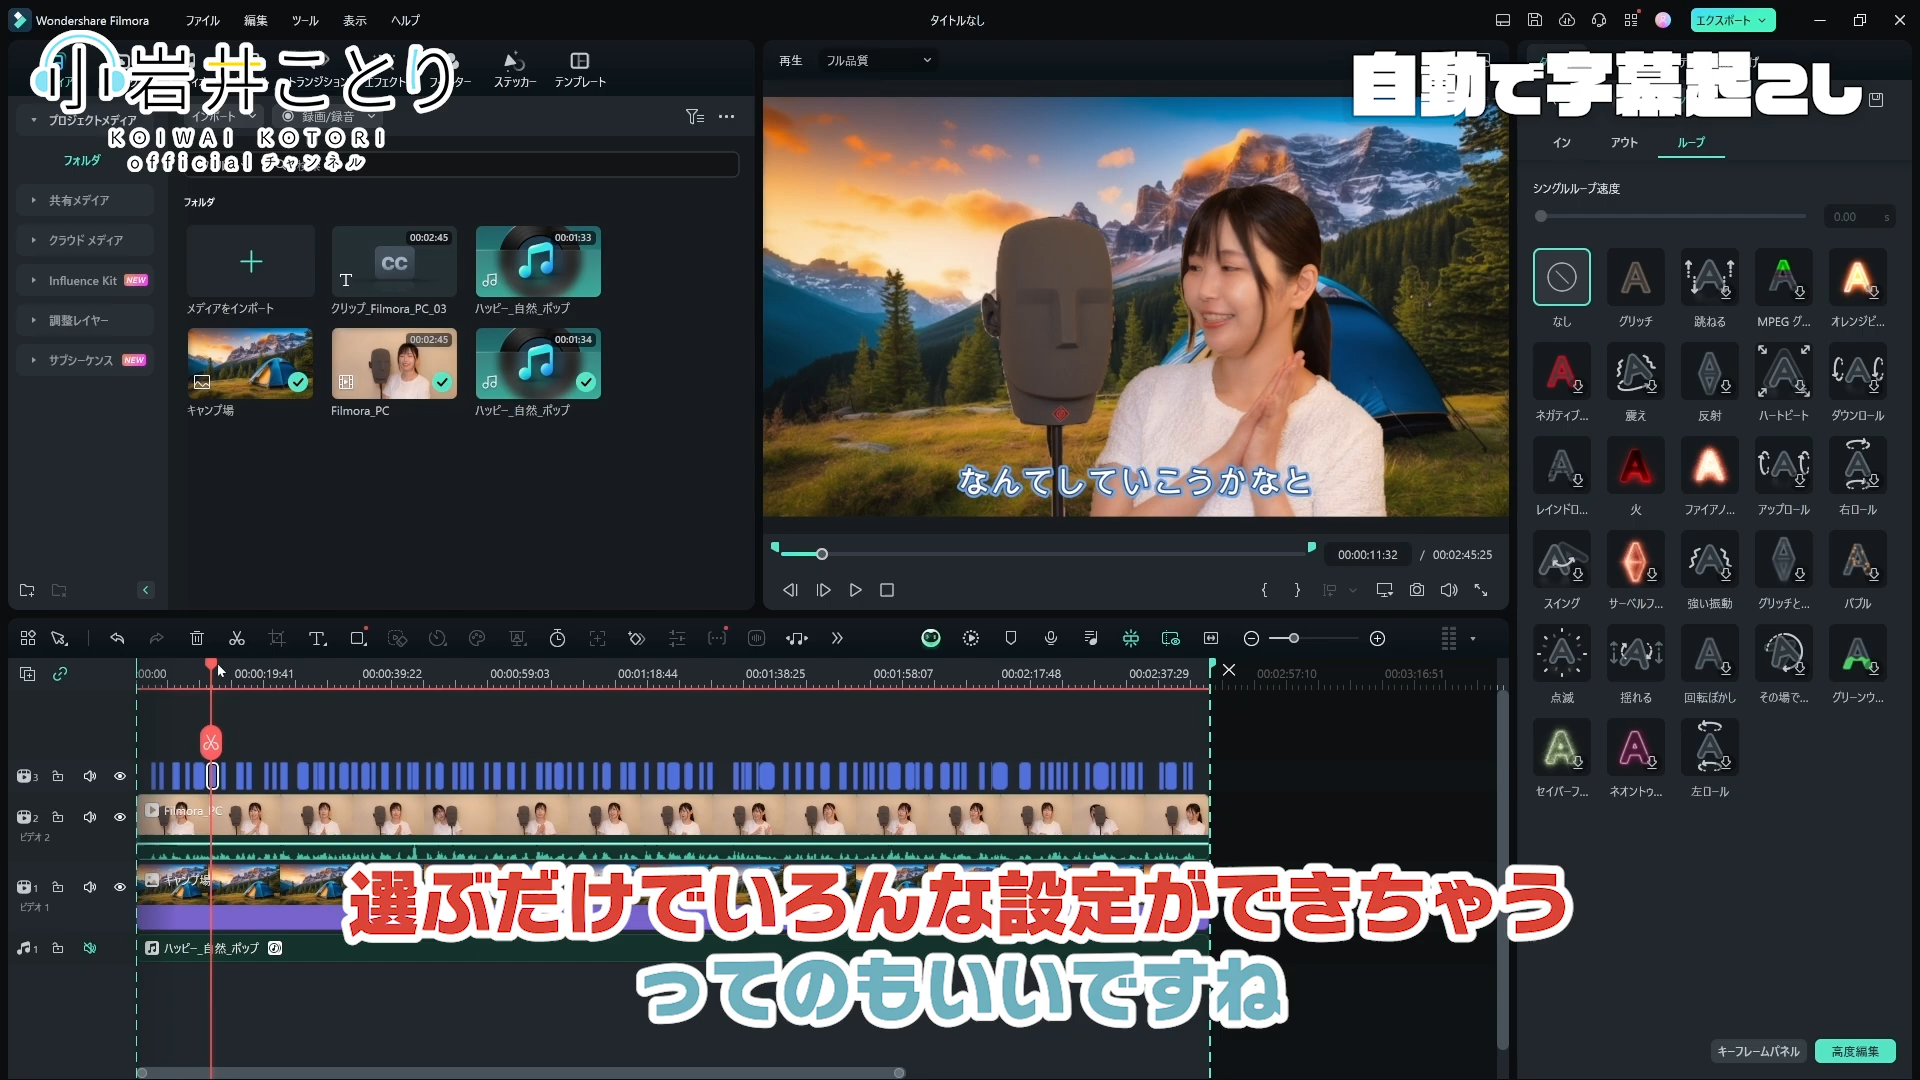 Wondershare Filmora
ファイル
編集
ツール
表示
ヘルプ
タイトルなし
エクスポート
小岩井ことり
KOIWAI KOTORI
official チャンネル
トランジション
ステッカー
テンプレート
再生
フル品質
自動で字幕起こし
プロジェクトメディア
インポート
録画/録音
フォルダ
共有メディア
クラウド メディア
Influence Kit NEW
調整レイヤー
サブシーケンス NEW
フォルダ
メディアをインポート
00:02:45
CC
T
クリップ_Filmora_PC_03
00:01:33
ハッピー_自然_ポップ
キャンプ場
00:02:45
Filmora_PC
00:01:34
ハッピー_自然_ポップ
なんてしていこうかなと
00:00:11:32 / 00:02:45:25
イン
アウト
ループ
シングルループ速度
0.00 s
なし
グリッチ
跳ねる
MPEG グ...
オレンジビ...
ネガティブ...
震え
反射
ハートビート
ダウンロール
レインドロ...
火
ファイアノ...
アップロール
右ロール
スイング
サーベルフ...
強い振動
グリッチと...
バブル
点滅
揺れる
回転ぼかし
その場で...
グリーンウ...
セイバーフ...
ネオントゥ...
左ロール
キーフレームパネル
高度編集
:00:00
00:00:19:41
00:00:39:22
00:00:59:03
00:01:18:44
00:01:38:25
00:01:58:07
00:02:17:48
00:02:37:29
00:02:57:10
00:03:16:51
3
2
ビデオ 2
Filmora_PC
1
ビデオ 1
キャンプ場
1
ハッピー_自然_ポップ
選ぶだけでいろんな設定ができちゃう
ってのもいいですね